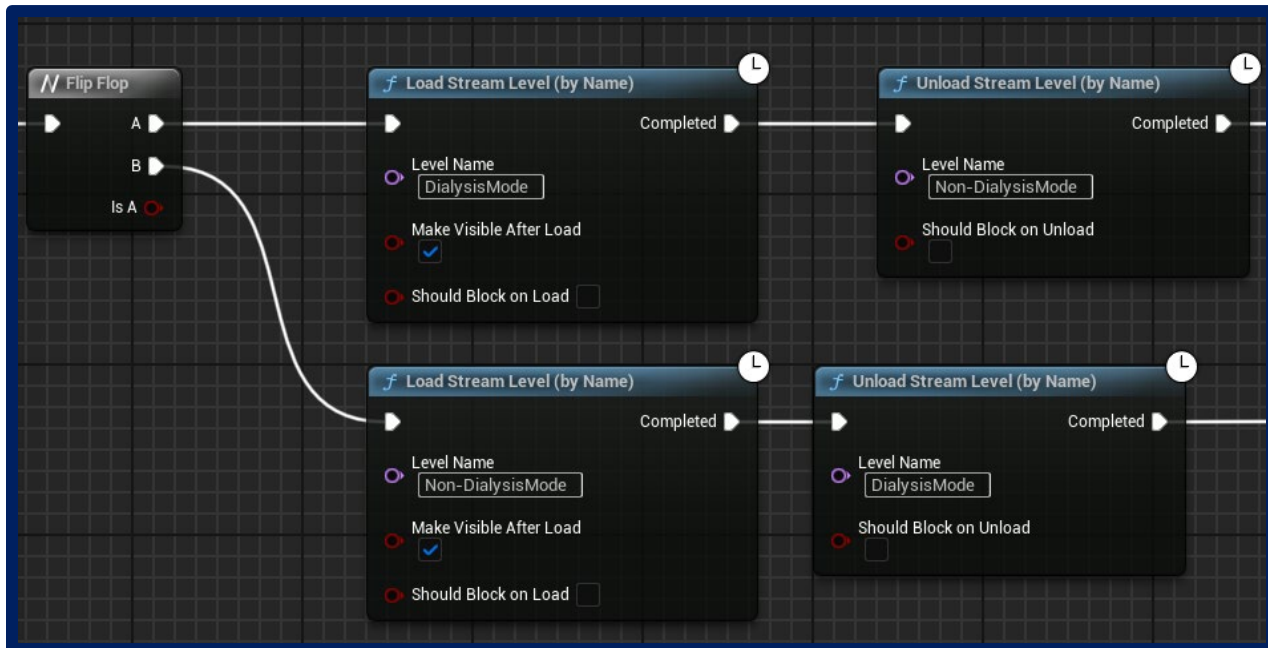 Flip Flop
A
B
Is A
Load Stream Level (by Name)
Completed
Level Name
DialysisMode
Make Visible After Load
Should Block on Load
Unload Stream Level (by Name)
Completed
Level Name
Non-DialysisMode
Should Block on Unload
Load Stream Level (by Name)
Completed
Level Name
Non-DialysisMode
Make Visible After Load
Should Block on Load
Unload Stream Level (by Name)
Completed
Level Name
DialysisMode
Should Block on Unload